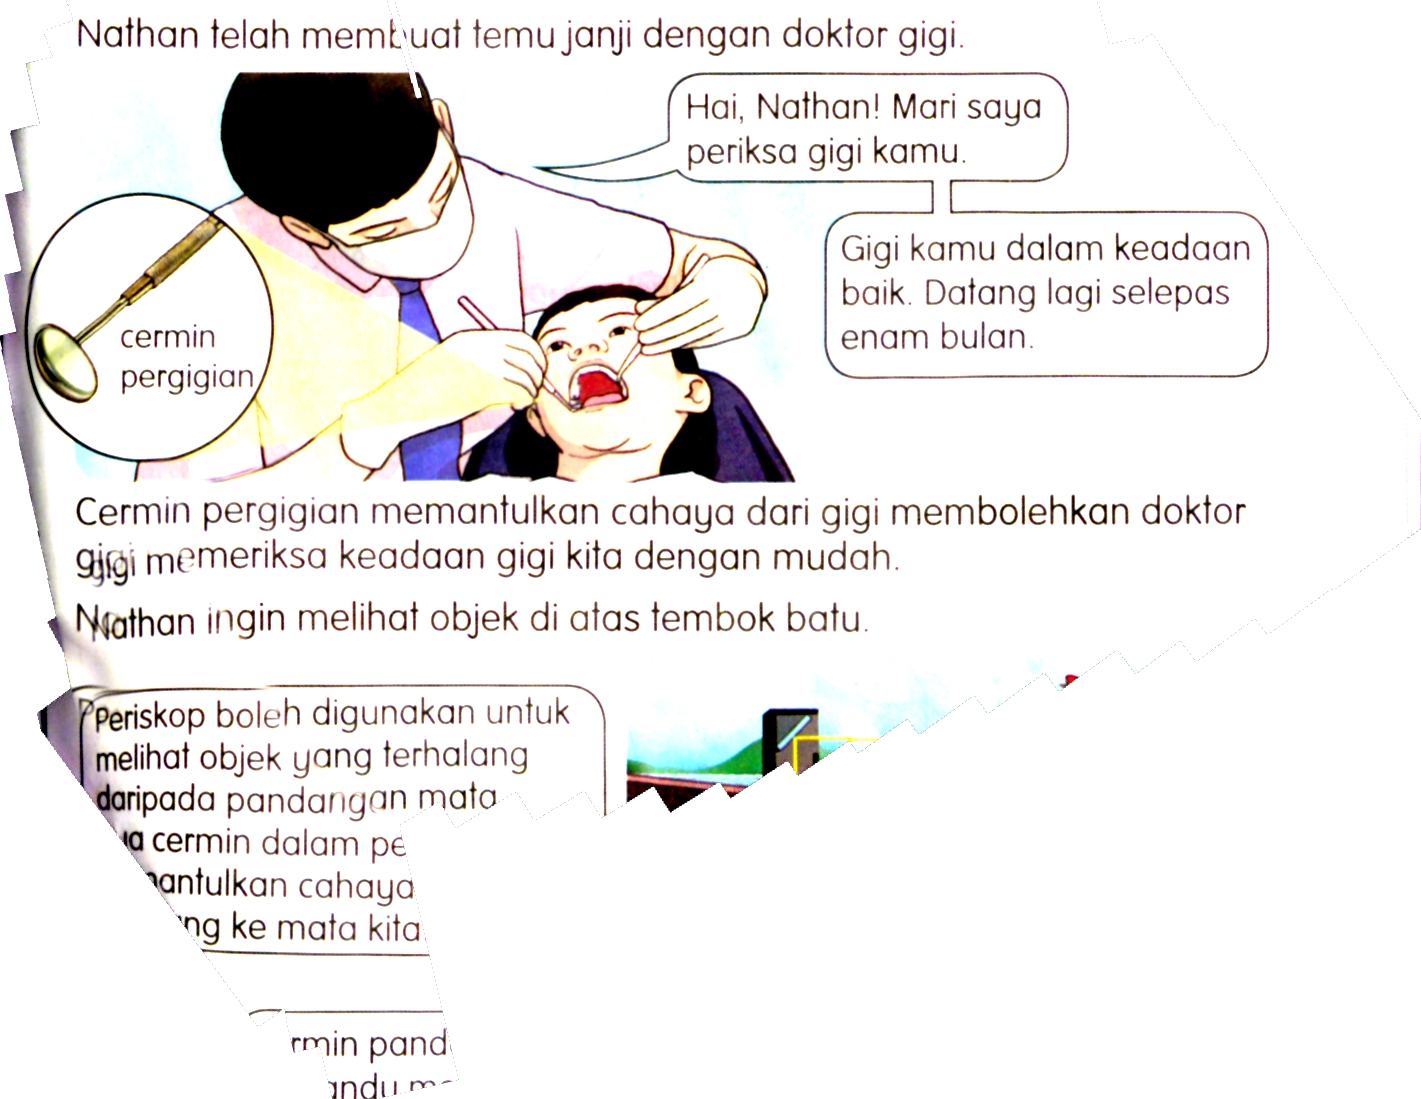 Nathan telah membuat temu janji dengan doktor gigi.
Hai, Nathan! Mari saya
periksa gigi kamu.
Gigi kamu dalam keadaan
baik. Datang lagi selepas
enam bulan.
cermin
pergigian
Cermin pergigian memantulkan cahaya dari gigi membolehkan doktor
gigi memeriksa keadaan gigi kita dengan mudah.
Nathan ingin melihat objek di atas tembok batu.
Periskop boleh digunakan untuk
melihat objek yang terhalang
daripada pandangan mata
cermin dalam
cahaya
ke mata kita